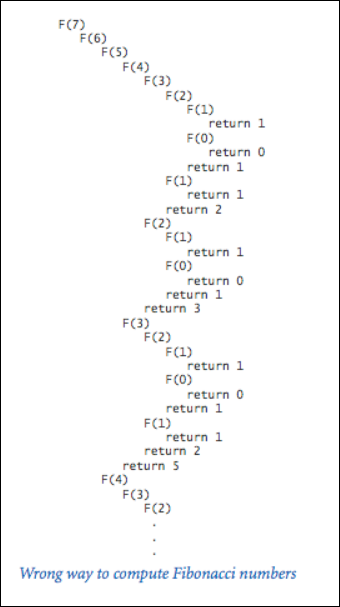 F(7)
F(6)
F(5)
F(4)
F(3)
F(2)
F(1)
return 1
F(0)
return 0
return 1
F(1)
return 1
return 2
F(2)
F(1)
return 1
F(0)
return 0
return 1
return 3
F(3)
F(2)
F(1)
return 1
F(0)
return 0
return 1
F(1)
return 1
return 2
return 5
F(4)
F(3)
F(2)
.
.
.
Wrong way to compute Fibonacci numbers